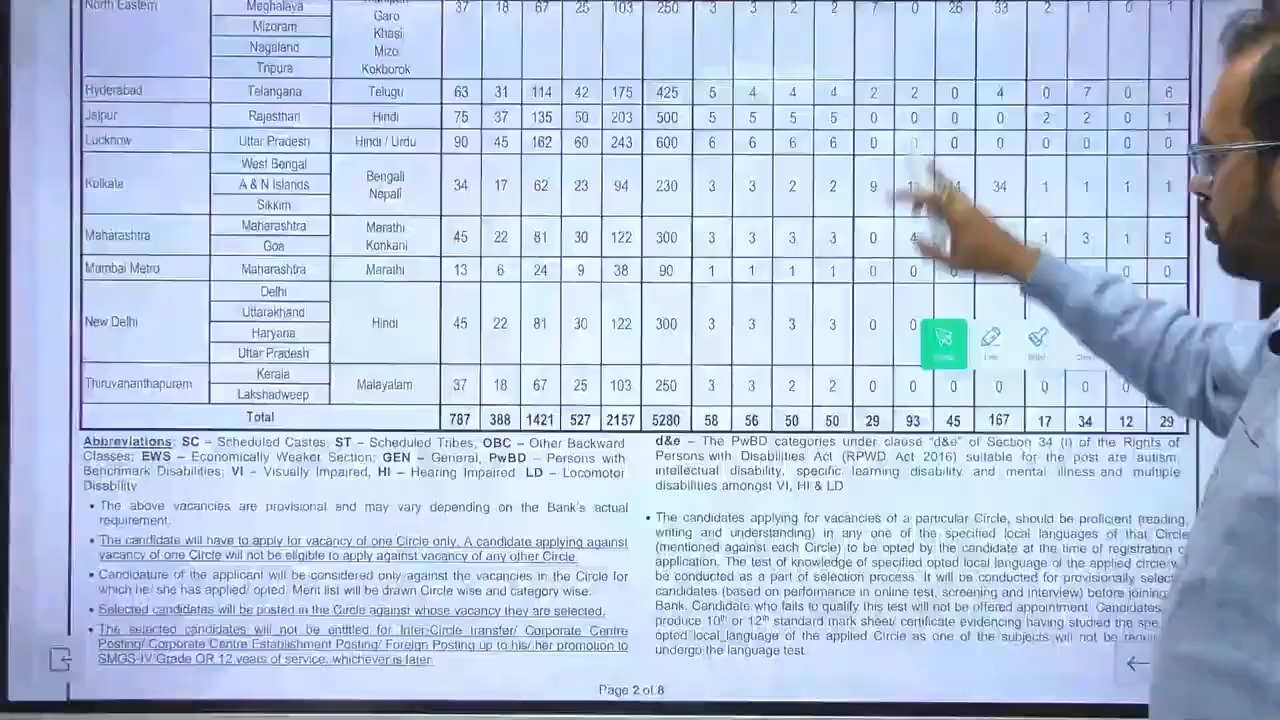 North Eastern Meghalaya Garo 37 18 67 25 103 250 3 3 2 2 7 0 26 33 2 1 0 1
Mizoram Khasi
Nagaland Mizo
Tripura Kokborok
Hyderabad Telangana Telugu 63 31 114 42 175 425 5 4 4 4 2 2 0 4 0 7 0 6
Jaipur Rajasthan Hindi 75 37 135 50 203 500 5 5 5 5 0 0 0 0 2 2 0 1
Lucknow Uttar Pradesh Hindi / Urdu 90 45 162 60 243 600 6 6 6 6 0 0 0 0 0 0 0
West Bengal
Kolkata A & N Islands Bengali Nepali 34 17 62 23 94 230 3 3 2 2 9 34 1 1 1 1
Sikkim
Maharashtra Maharashtra Marathi 45 22 81 30 122 300 3 3 3 3 0 4 1 3 1 5
Goa Konkani
Mumbai Metro Maharashtra Marathi 13 6 24 9 38 90 1 1 1 1 0 0 0 0
Delhi
Uttarakhand
New Delhi Haryana Hindi 45 22 81 30 122 300 3 3 3 3 0 0
Uttar Pradesh
Thiruvananthapuram Kerala Malayalam 37 18 67 25 103 250 3 3 2 2 0 0 0 0 0 0 0
Lakshadweep
Total 787 388 1421 527 2157 5280 58 56 50 50 29 93 45 167 17 34 12 29
Abbreviations: SC – Scheduled Castes; ST – Scheduled Tribes, OBC – Other Backward
Classes; EWS – Economically Weaker Section; GEN – General, PwBD – Persons with
Benchmark Disabilities; VI – Visually Impaired, HI – Hearing Impaired LD – Locomotor
Disability
• The above vacancies are provisional and may vary depending on the Bank's actual
requirement.
• The candidate will have to apply for vacancy of one Circle only. A candidate applying against
vacancy of one Circle will not be eligible to apply against vacancy of any other Circle.
• Candidature of the applicant will be considered only against the vacancies in the Circle for
which he/ she has applied/ opted. Merit list will be drawn Circle wise and category wise.
• Selected candidates will be posted in the Circle against whose vacancy they are selected.
• The selected candidates will not be entitled for Inter-Circle transfer/ Corporate Centre
Posting/ Corporate Centre Establishment Posting/ Foreign Posting up to his/ her promotion to
SMGS-IV Grade OR 12 years of service, whichever is later.
d&e – The PwBD categories under clause "d&e" of Section 34 (i) of the Rights of
Persons with Disabilities Act (RPWD Act 2016) suitable for the post are autism,
intellectual disability, specific learning disability and mental illness and multiple
disabilities amongst VI, HI & LD
• The candidates applying for vacancies of a particular Circle, should be proficient (reading,
writing and understanding) in any one of the specified local languages of that Circle
(mentioned against each Circle) to be opted by the candidate at the time of registration
application. The test of knowledge of specified opted local language of the applied circle
be conducted as a part of selection process. It will be conducted for provisionally
candidates (based on performance in online test, screening and interview) before joining
Bank. Candidate who fails to qualify this test will not be offered appointment. Candidates
produce 10th or 12th standard mark sheet/ certificate evidencing having studied the
opted local language of the applied Circle as one of the subjects will not be
undergo the language test.
Page 2 of 8